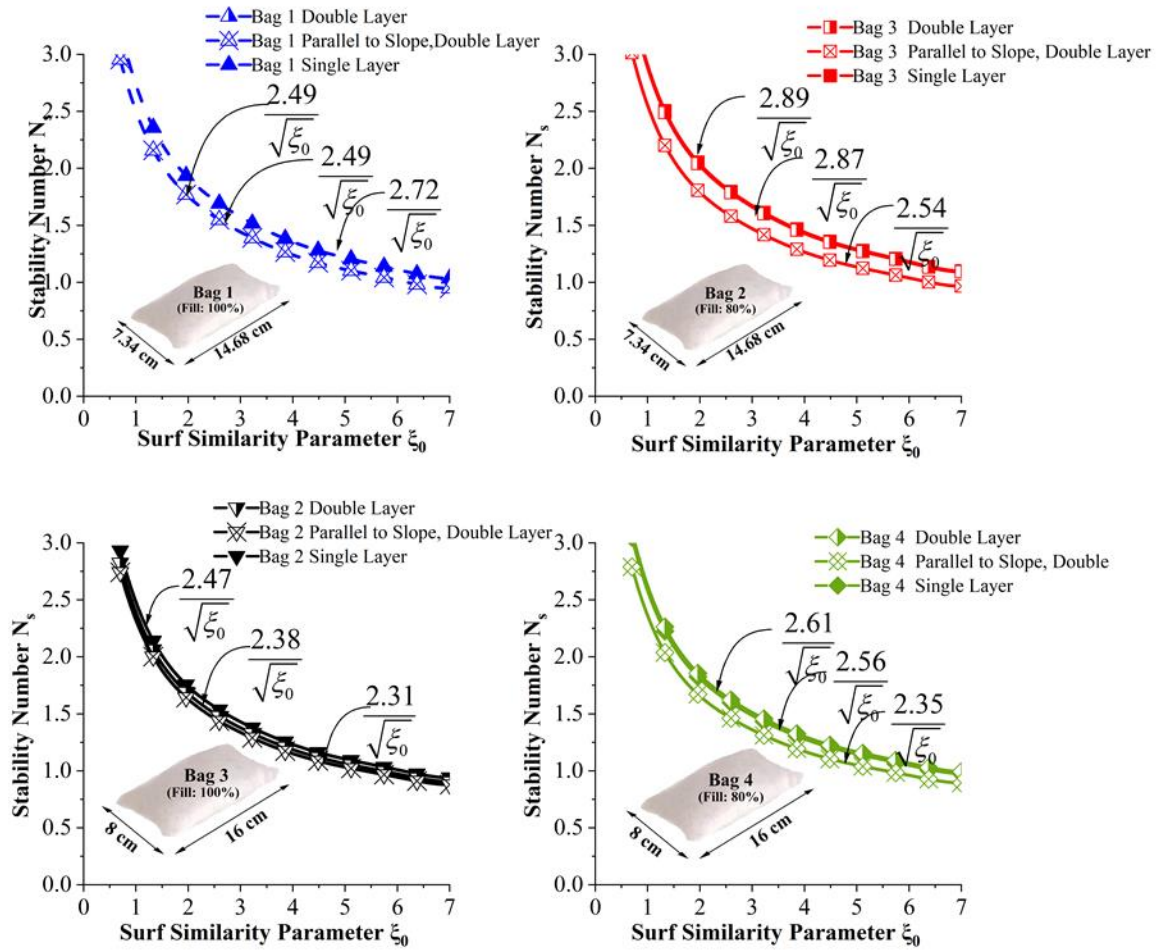 Bag 1 Double Layer
Bag 1 Parallel to Slope,Double Layer
Bag 1 Single Layer
3.0
2.5
2.0
1.5
1.0
0.5
0.0
Stability Number N
2.49
√ξ₀
2.49
√ξ₀
2.72
√ξ₀
Bag 1
(Fill: 100%)
7.34 cm
14.68 cm
0 1 2 3 4 5 6 7
Surf Similarity Parameter ξ₀
Bag 3 Double Layer
Bag 3 Parallel to Slope, Double Layer
Bag 3 Single Layer
3.0
2.5
2.0
1.5
1.0
0.5
0.0
Stability Number Nₛ
2.89
√ξ₀
2.87
√ξ₀
2.54
√ξ₀
Bag 2
(Fill: 80%)
7.34 cm
14.68 cm
0 1 2 3 4 5 6 7
Surf Similarity Parameter ξ₀
Bag 2 Double Layer
Bag 2 Parallel to Slope, Double Layer
Bag 2 Single Layer
3.0
2.5
2.0
1.5
1.0
0.5
0.0
Stability Number Nₛ
2.47
√ξ₀
2.38
√ξ₀
2.31
√ξ₀
Bag 3
(Fill: 100%)
8 cm
16 cm
0 1 2 3 4 5 6 7
Surf Similarity Parameter ξ₀
Bag 4 Double Layer
Bag 4 Parallel to Slope, Double
Bag 4 Single Layer
3.0
2.5
2.0
1.5
1.0
0.5
0.0
Stability Number Nₛ
2.61
√ξ₀
2.56
√ξ₀
2.35
√ξ₀
Bag 4
(Fill: 80%)
8 cm
16 cm
0 1 2 3 4 5 6 7
Surf Similarity Parameter ξ₀